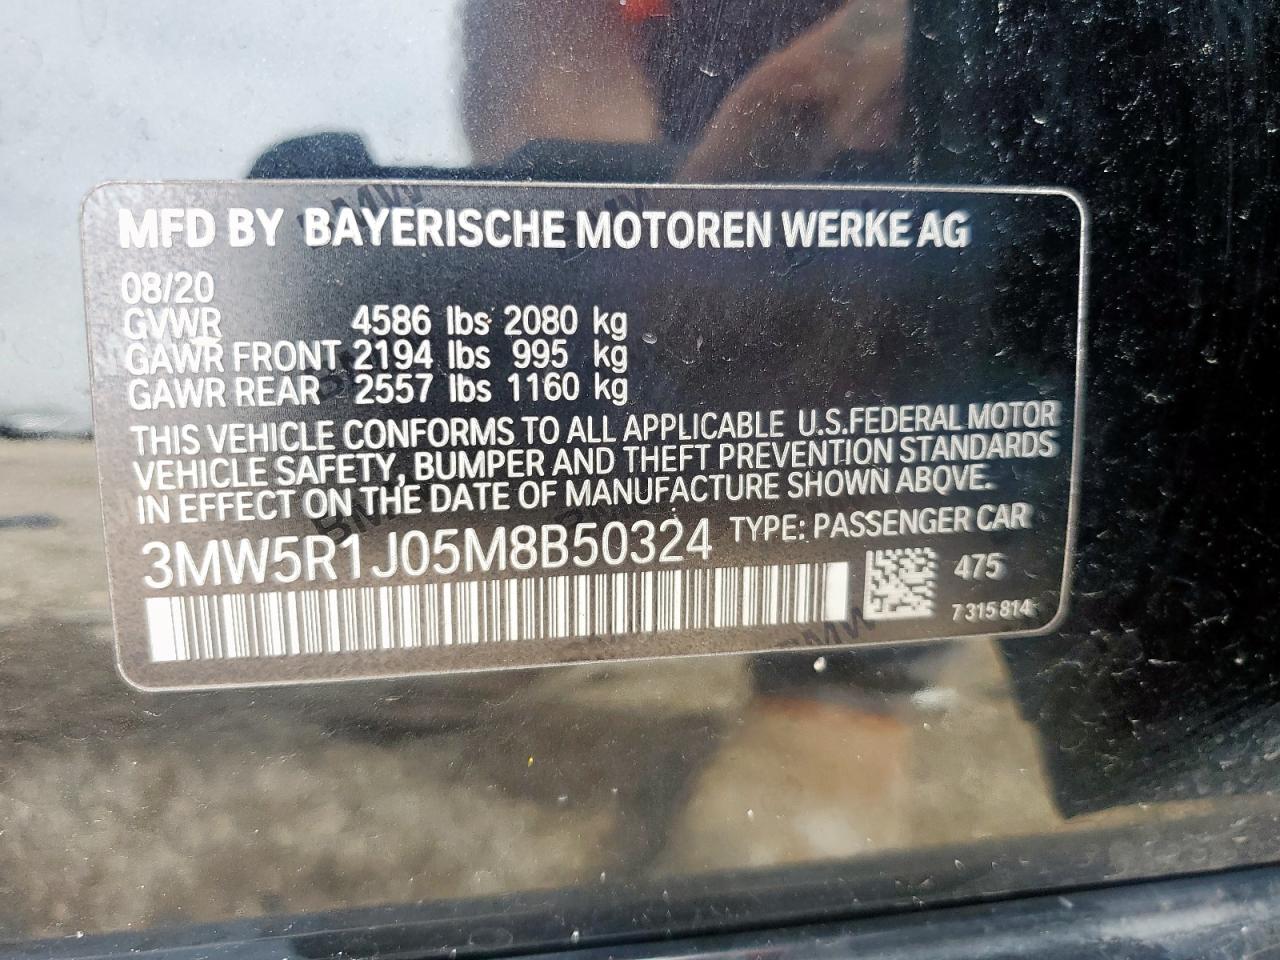 MFD BY BAYERISCHE MOTOREN WERKE AG
08/20
GVWR 4586 lbs 2080 kg
GAWR FRONT 2194 lbs 995 kg
GAWR REAR 2557 lbs 1160 kg
THIS VEHICLE CONFORMS TO ALL APPLICABLE U.S.FEDERAL MOTOR
VEHICLE SAFETY, BUMPER AND THEFT PREVENTION STANDARDS
IN EFFECT ON THE DATE OF MANUFACTURE SHOWN ABOVE.
3MW5R1J05M8B50324 TYPE: PASSENGER CAR
475
7 315 814